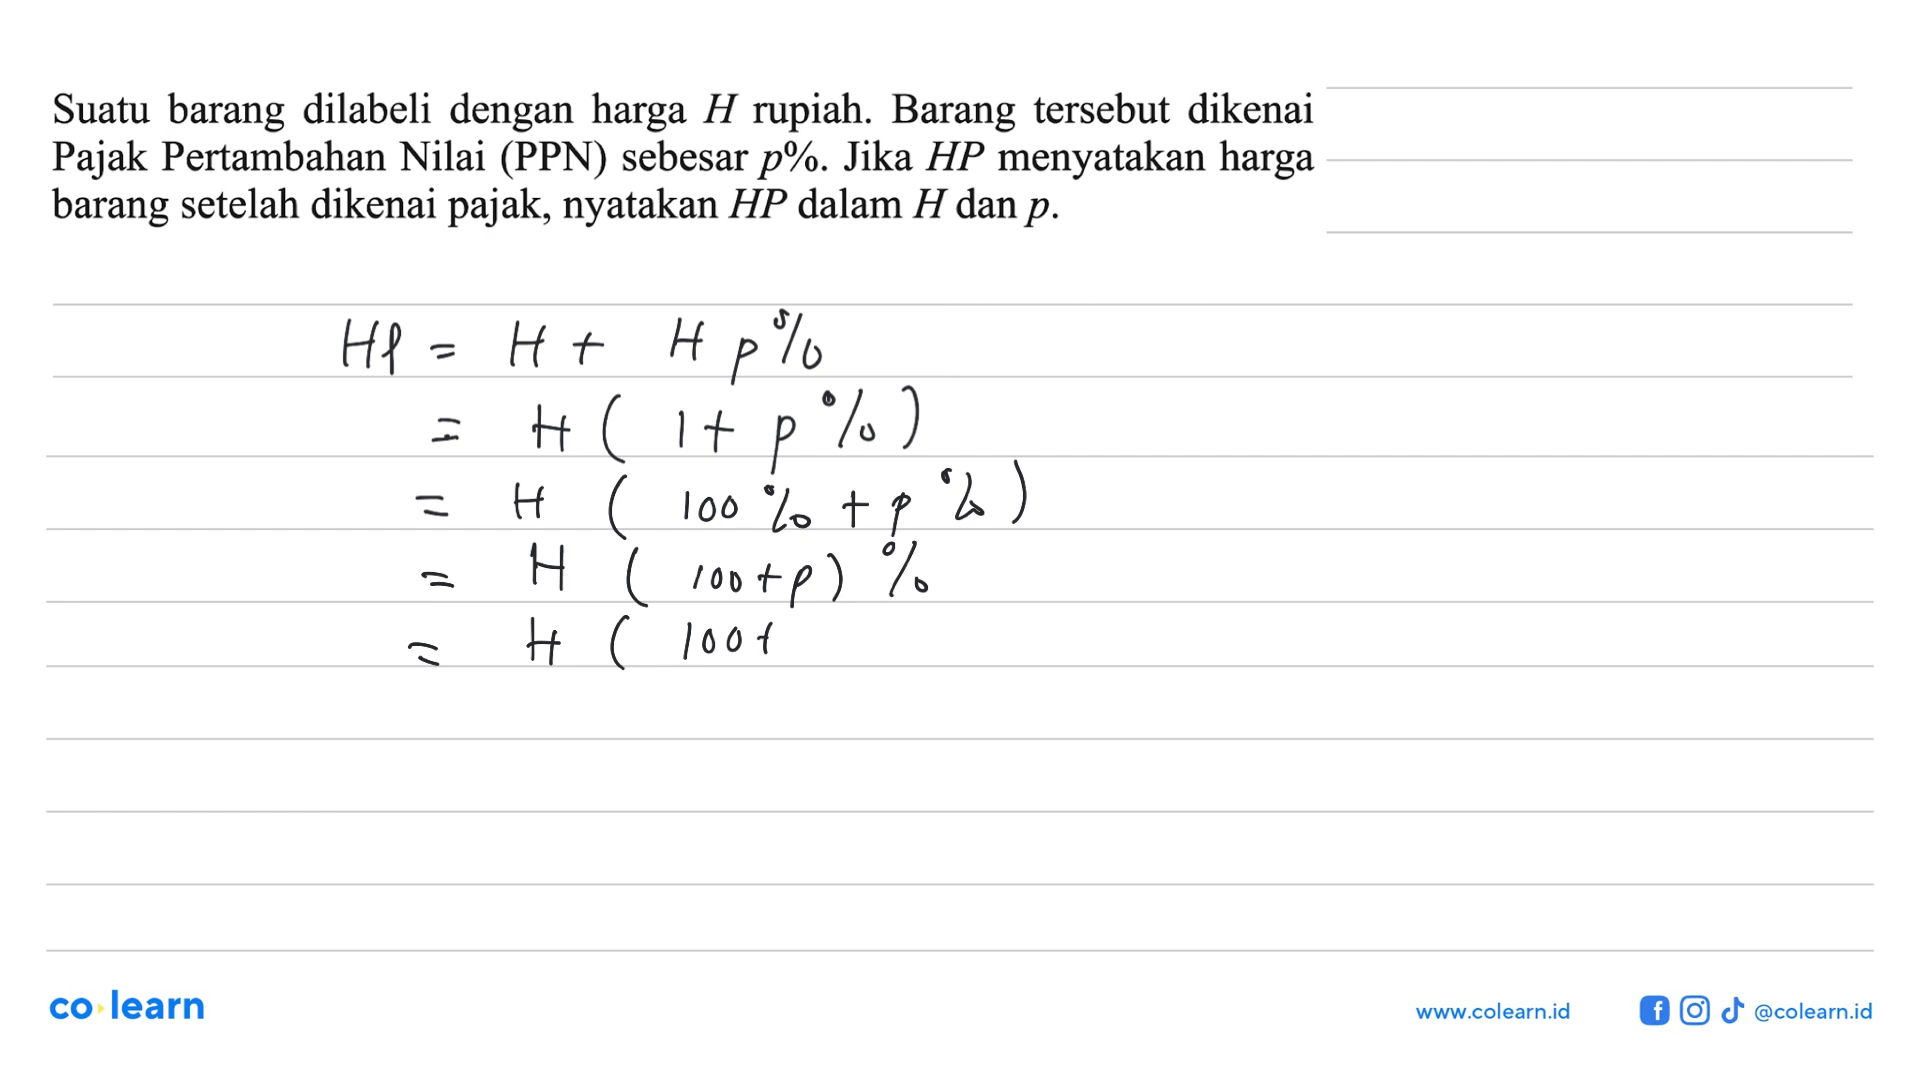 Suatu barang dilabeli dengan harga H rupiah. Barang tersebut dikenai
Pajak Pertambahan Nilai (PPN) sebesar p%. Jika HP menyatakan harga
barang setelah dikenai pajak, nyatakan HP dalam H dan p.
HP = H + H p%
= H ( 1 + p % )
= H ( 100 % + p % )
= H ( 100 + p ) %
= H ( 100 +
co learn
www.colearn.id
@colearn.id